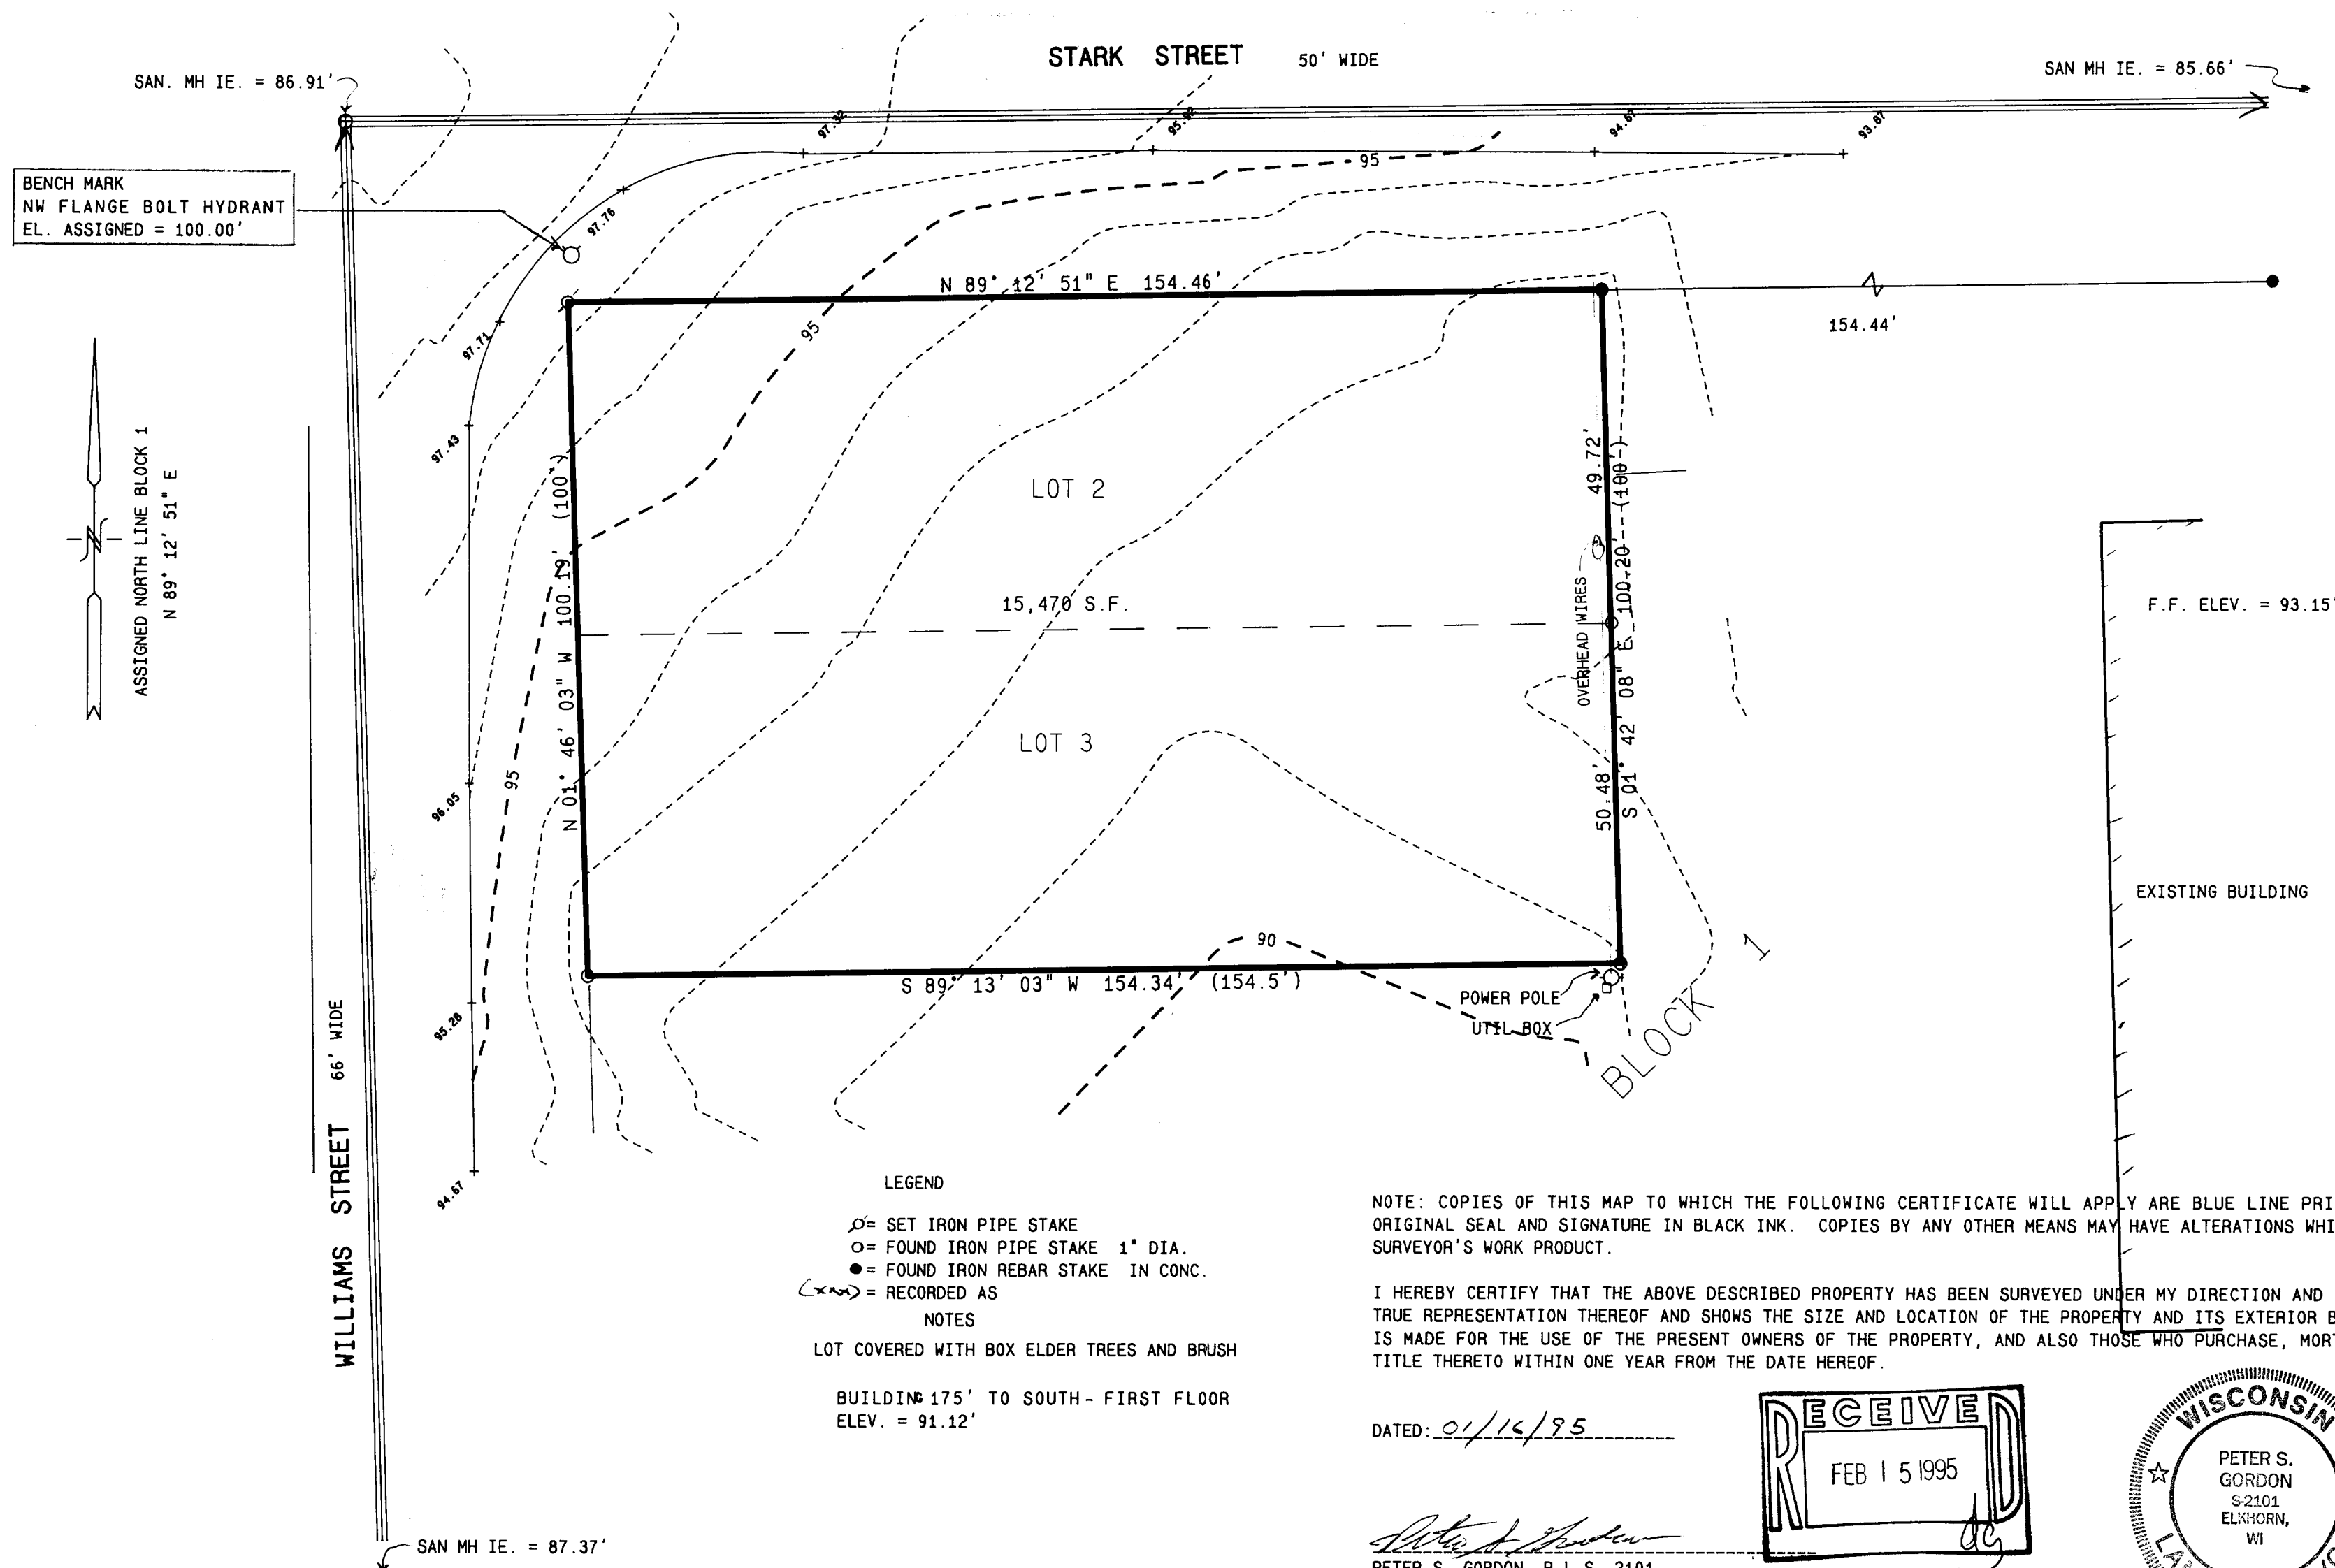 STARK STREET 50' WIDE
SAN. MH IE. = 86.91'
SAN MH IE. = 85.66'
97.32
95.92
94.67
93.87
95
BENCH MARK
NW FLANGE BOLT HYDRANT
EL. ASSIGNED = 100.00'
97.76
N 89° 12' 51" E 154.46'
154.44'
95
97.71
97.43
ASSIGNED NORTH LINE BLOCK 1
N 89° 12' 51" E
N 01° 46' 03" W 100.19' (100')
LOT 2
49.72'
S 01° 42' 08" E 100.20' (100')
OVERHEAD WIRES
15,470 S.F.
F.F. ELEV. = 93.15'
LOT 3
50.48'
95
96.05
EXISTING BUILDING
90
S 89° 13' 03" W 154.34' (154.5')
POWER POLE
UTIL BOX
BLOCK 1
95.28
94.67
WILLIAMS STREET 66' WIDE
LEGEND
= SET IRON PIPE STAKE
= FOUND IRON PIPE STAKE 1" DIA.
= FOUND IRON REBAR STAKE IN CONC.
(xxx) = RECORDED AS
NOTES
LOT COVERED WITH BOX ELDER TREES AND BRUSH
BUILDING 175' TO SOUTH - FIRST FLOOR
ELEV. = 91.12'
SAN MH IE. = 87.37'
NOTE: COPIES OF THIS MAP TO WHICH THE FOLLOWING CERTIFICATE WILL APPLY ARE BLUE LINE PRI
ORIGINAL SEAL AND SIGNATURE IN BLACK INK. COPIES BY ANY OTHER MEANS MAY HAVE ALTERATIONS WHI
SURVEYOR'S WORK PRODUCT.
I HEREBY CERTIFY THAT THE ABOVE DESCRIBED PROPERTY HAS BEEN SURVEYED UNDER MY DIRECTION AND
TRUE REPRESENTATION THEREOF AND SHOWS THE SIZE AND LOCATION OF THE PROPERTY AND ITS EXTERIOR B
IS MADE FOR THE USE OF THE PRESENT OWNERS OF THE PROPERTY, AND ALSO THOSE WHO PURCHASE, MOR
TITLE THERETO WITHIN ONE YEAR FROM THE DATE HEREOF.
DATED: 01/16/95
RECEIVED
FEB 15 1995
dg
WISCONSIN
PETER S.
GORDON
S-2101
ELKHORN,
WI
Peter S. Gordon
PETER S. GORDON R.L.S. 2101